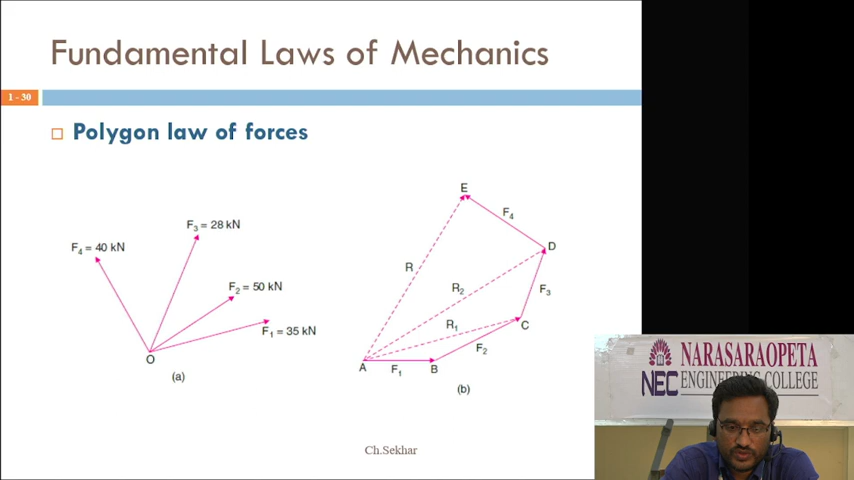 Fundamental Laws of Mechanics
1 - 30
Polygon law of forces
F4 = 40 kN
F3 = 28 kN
F2 = 50 kN
F1 = 35 kN
O
(a)
E
F4
D
R
R2
F3
R1
C
F2
A
F1
B
(b)
Ch.Sekhar
NARASARAOPETA
NEC ENGINEERING COLLEGE